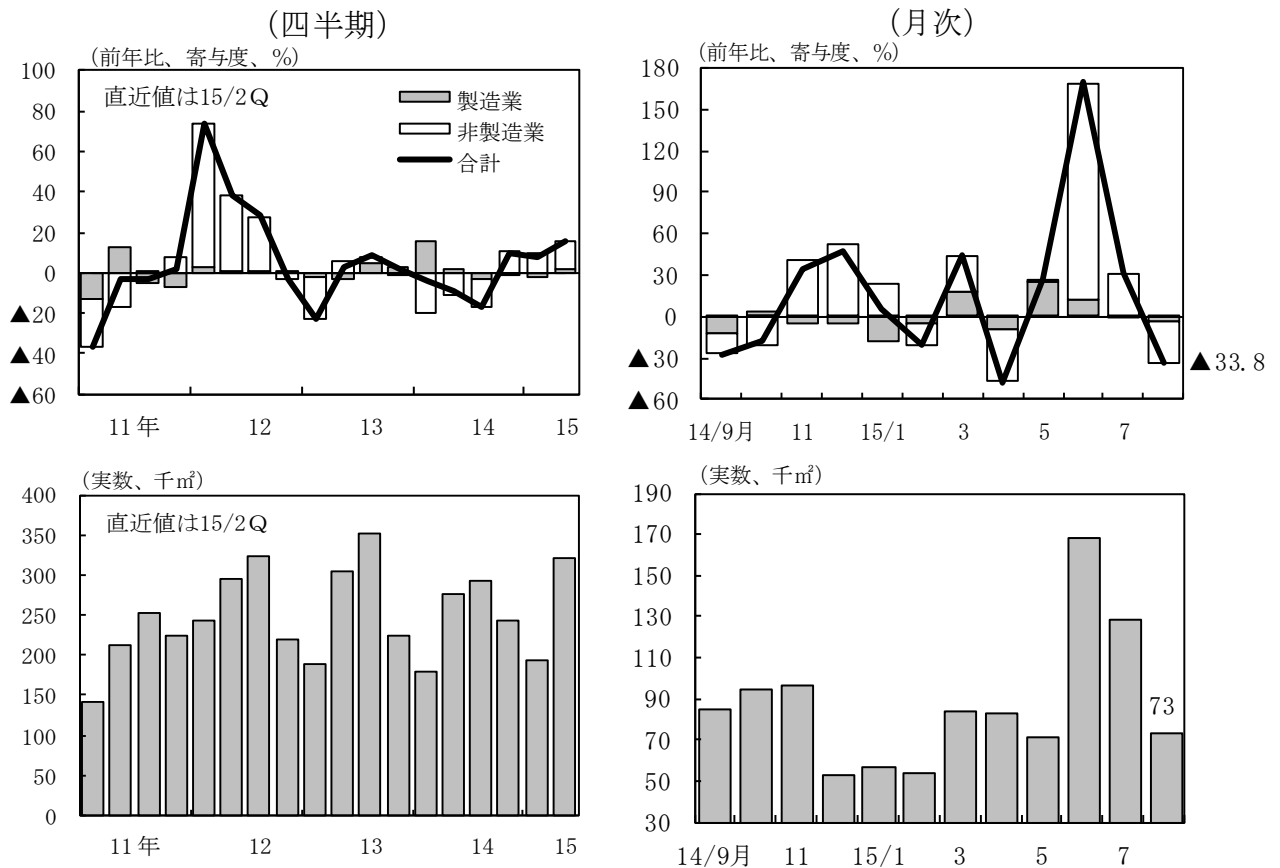 (四半期)
(前年比、寄与度、%)
直近値は15/2Q
製造業
非製造業
合計
100
80
60
40
20
0
▲20
▲40
▲60
11年 12 13 14 15
(月次)
(前年比、寄与度、%)
180
150
120
90
60
30
0
▲30
▲60
▲33.8
14/9月 11 15/1 3 5 7
(実数、千㎡)
直近値は15/2Q
400
350
300
250
200
150
100
50
0
11年 12 13 14 15
(実数、千㎡)
190
170
150
130
110
90
70
50
30
73
14/9月 11 15/1 3 5 7